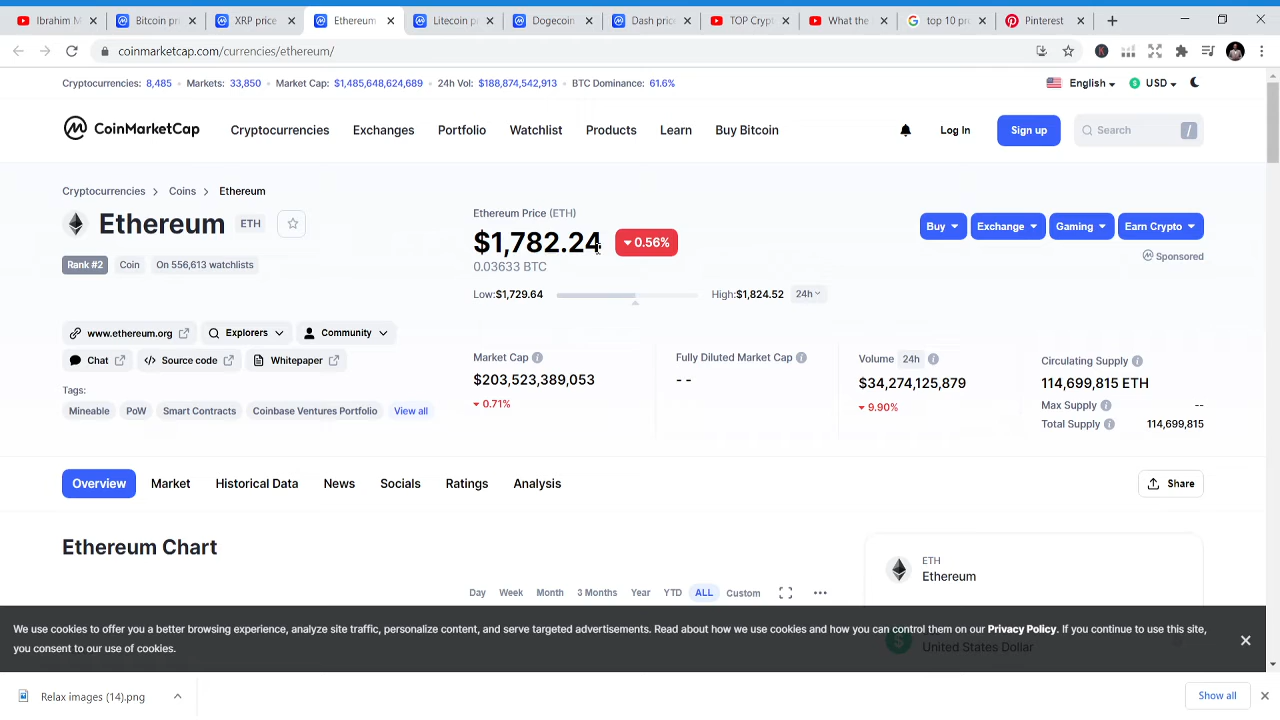 Ibrahim M
Bitcoin pr
XRP price
Ethereum
Litecoin p
Dogecoin
Dash pric
TOP Crypt
What the
top 10 pr
Pinterest
coinmarketcap.com/currencies/ethereum/
K
Cryptocurrencies: 8,485 • Markets: 33,850 • Market Cap: $1,485,648,624,689 • 24h Vol: $188,874,542,913 • BTC Dominance: 61.6%
English
USD
CoinMarketCap
Cryptocurrencies
Exchanges
Portfolio
Watchlist
Products
Learn
Buy Bitcoin
Log In
Sign up
Search
/
Cryptocurrencies > Coins > Ethereum
Ethereum ETH
Rank #2
Coin
On 556,613 watchlists
Ethereum Price (ETH)
$1,782.24
0.56%
0.03633 BTC
Low:$1,729.64
High:$1,824.52
24h
Buy
Exchange
Gaming
Earn Crypto
Sponsored
www.ethereum.org
Explorers
Community
Chat
Source code
Whitepaper
Tags:
Mineable
PoW
Smart Contracts
Coinbase Ventures Portfolio
View all
Market Cap
$203,523,389,053
0.71%
Fully Diluted Market Cap
- -
Volume 24h
$34,274,125,879
9.90%
Circulating Supply
114,699,815 ETH
Max Supply --
Total Supply 114,699,815
Overview
Market
Historical Data
News
Socials
Ratings
Analysis
Share
Ethereum Chart
Day
Week
Month
3 Months
Year
YTD
ALL
Custom
ETH
Ethereum
United States Dollar
We use cookies to offer you a better browsing experience, analyze site traffic, personalize content, and serve targeted advertisements. Read about how we use cookies and how you can control them on our Privacy Policy. If you continue to use this site,
you consent to our use of cookies.
Relax images (14).png
Show all